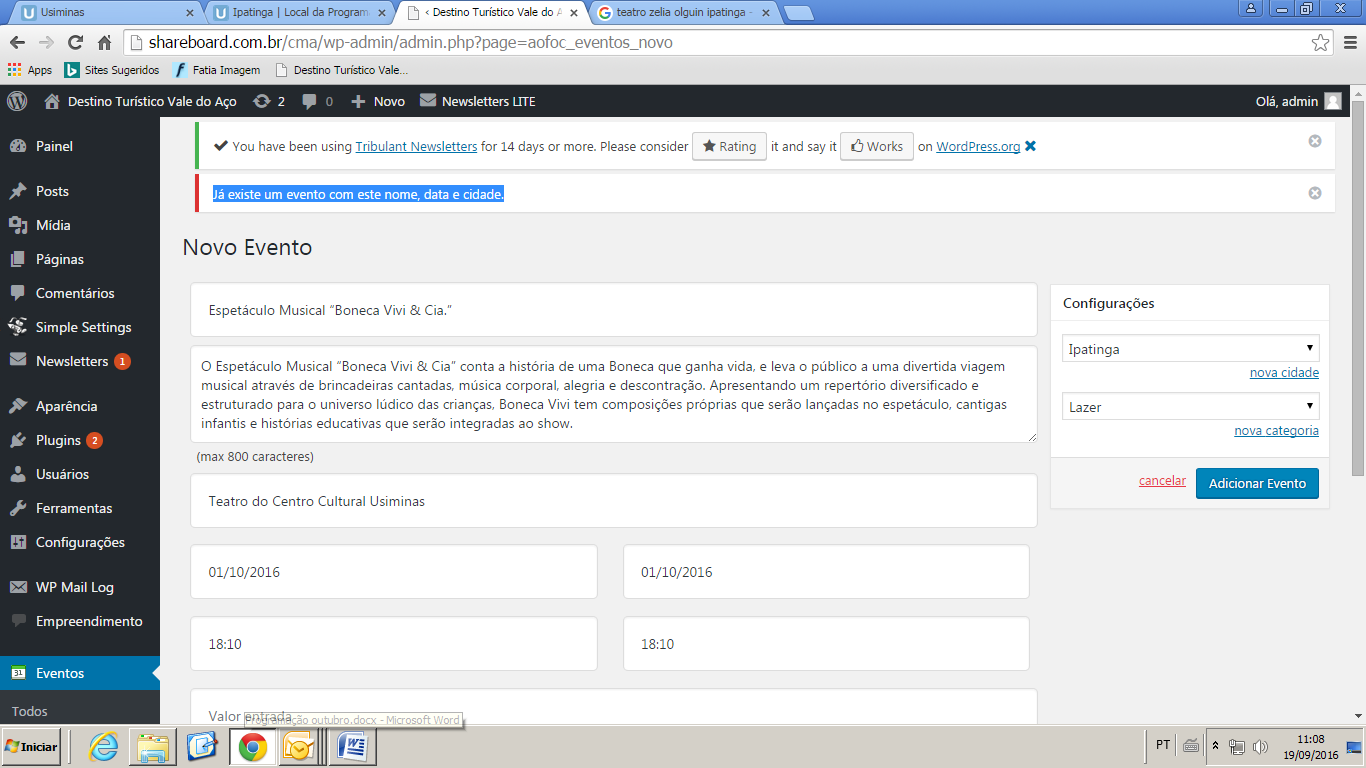 Usiminas
Ipatinga | Local da Program
‹ Destino Turístico Vale do A
teatro zelia olguin ipatinga -
shareboard.com.br/cma/wp-admin/admin.php?page=aofoc_eventos_novo
Apps
Sites Sugeridos
Fatia Imagem
Destino Turístico Vale...
Destino Turístico Vale do Aço
2
0
Novo
Newsletters LITE
Olá, admin
Painel
Posts
Mídia
Páginas
Comentários
Simple Settings
Newsletters 1
Aparência
Plugins 2
Usuários
Ferramentas
Configurações
WP Mail Log
Empreendimento
Eventos
Todos
You have been using Tribulant Newsletters for 14 days or more. Please consider Rating it and say it Works on WordPress.org
Já existe um evento com este nome, data e cidade.
Novo Evento
Espetáculo Musical “Boneca Vivi & Cia.”
O Espetáculo Musical “Boneca Vivi & Cia” conta a história de uma Boneca que ganha vida, e leva o público a uma divertida viagem
musical através de brincadeiras cantadas, música corporal, alegria e descontração. Apresentando um repertório diversificado e
estruturado para o universo lúdico das crianças, Boneca Vivi tem composições próprias que serão lançadas no espetáculo, cantigas
infantis e histórias educativas que serão integradas ao show.
(max 800 caracteres)
Teatro do Centro Cultural Usiminas
01/10/2016
01/10/2016
18:10
18:10
Valor entrada
Programação outubro.docx - Microsoft Word
Configurações
Ipatinga
nova cidade
Lazer
nova categoria
cancelar
Adicionar Evento
Iniciar
PT
11:08
19/09/2016